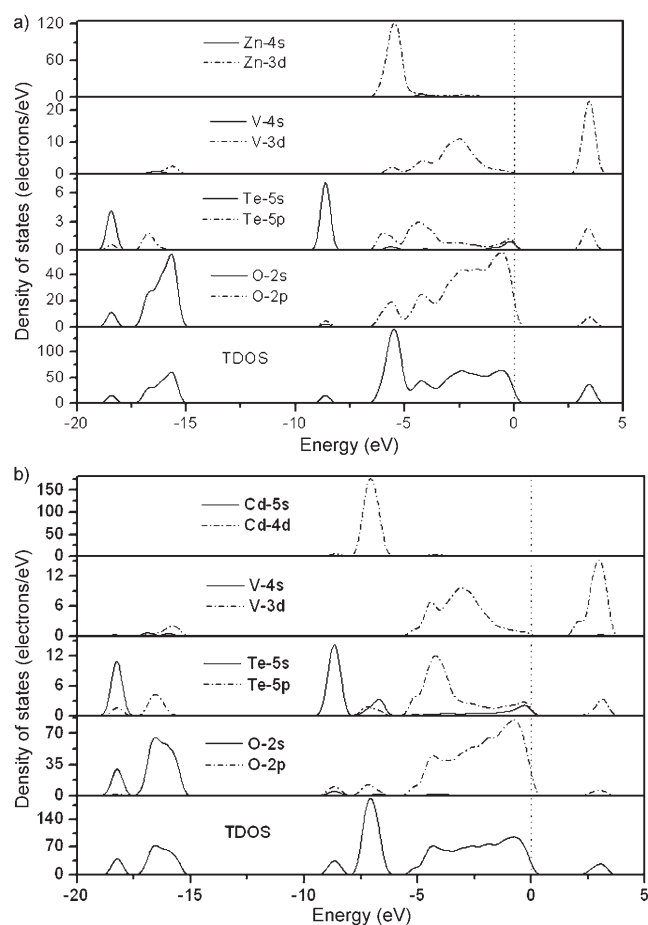 a)
Density of states (electrons/eV)
120
60
0
Zn-4s
Zn-3d
20
10
0
V-4s
V-3d
6
3
0
Te-5s
Te-5p
40
20
0
O-2s
O-2p
100
50
0
TDOS
-20 -15 -10 -5 0 5
Energy (eV)
b)
Density of states (electrons/eV)
150
100
50
0
Cd-5s
Cd-4d
12
6
0
V-4s
V-3d
12
6
0
Te-5s
Te-5p
70
35
0
O-2s
O-2p
140
70
0
TDOS
-20 -15 -10 -5 0 5
Energy (eV)